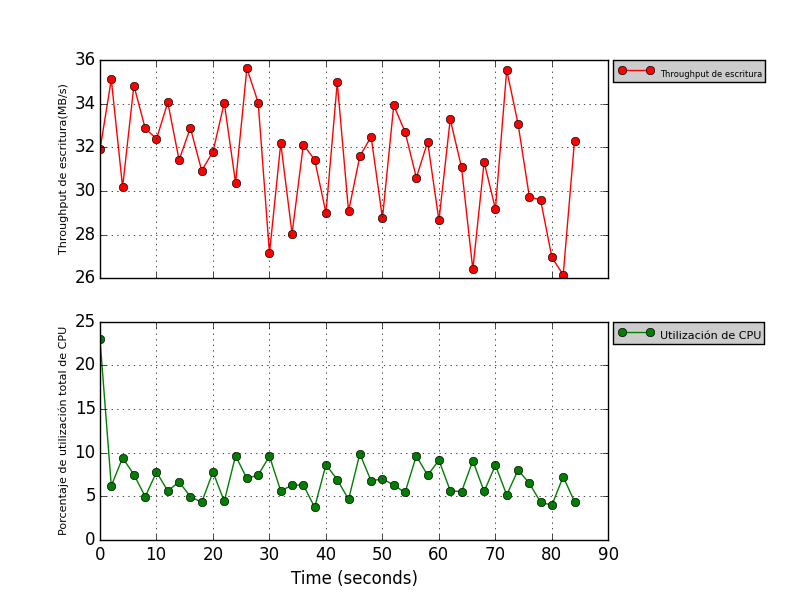 36
34
32
30
28
26
Throughput de escritura(MB/s)
Throughput de escritura
25
20
15
10
5
0
Porcentaje de utilización total de CPU
Utilización de CPU
0 10 20 30 40 50 60 70 80 90
Time (seconds)